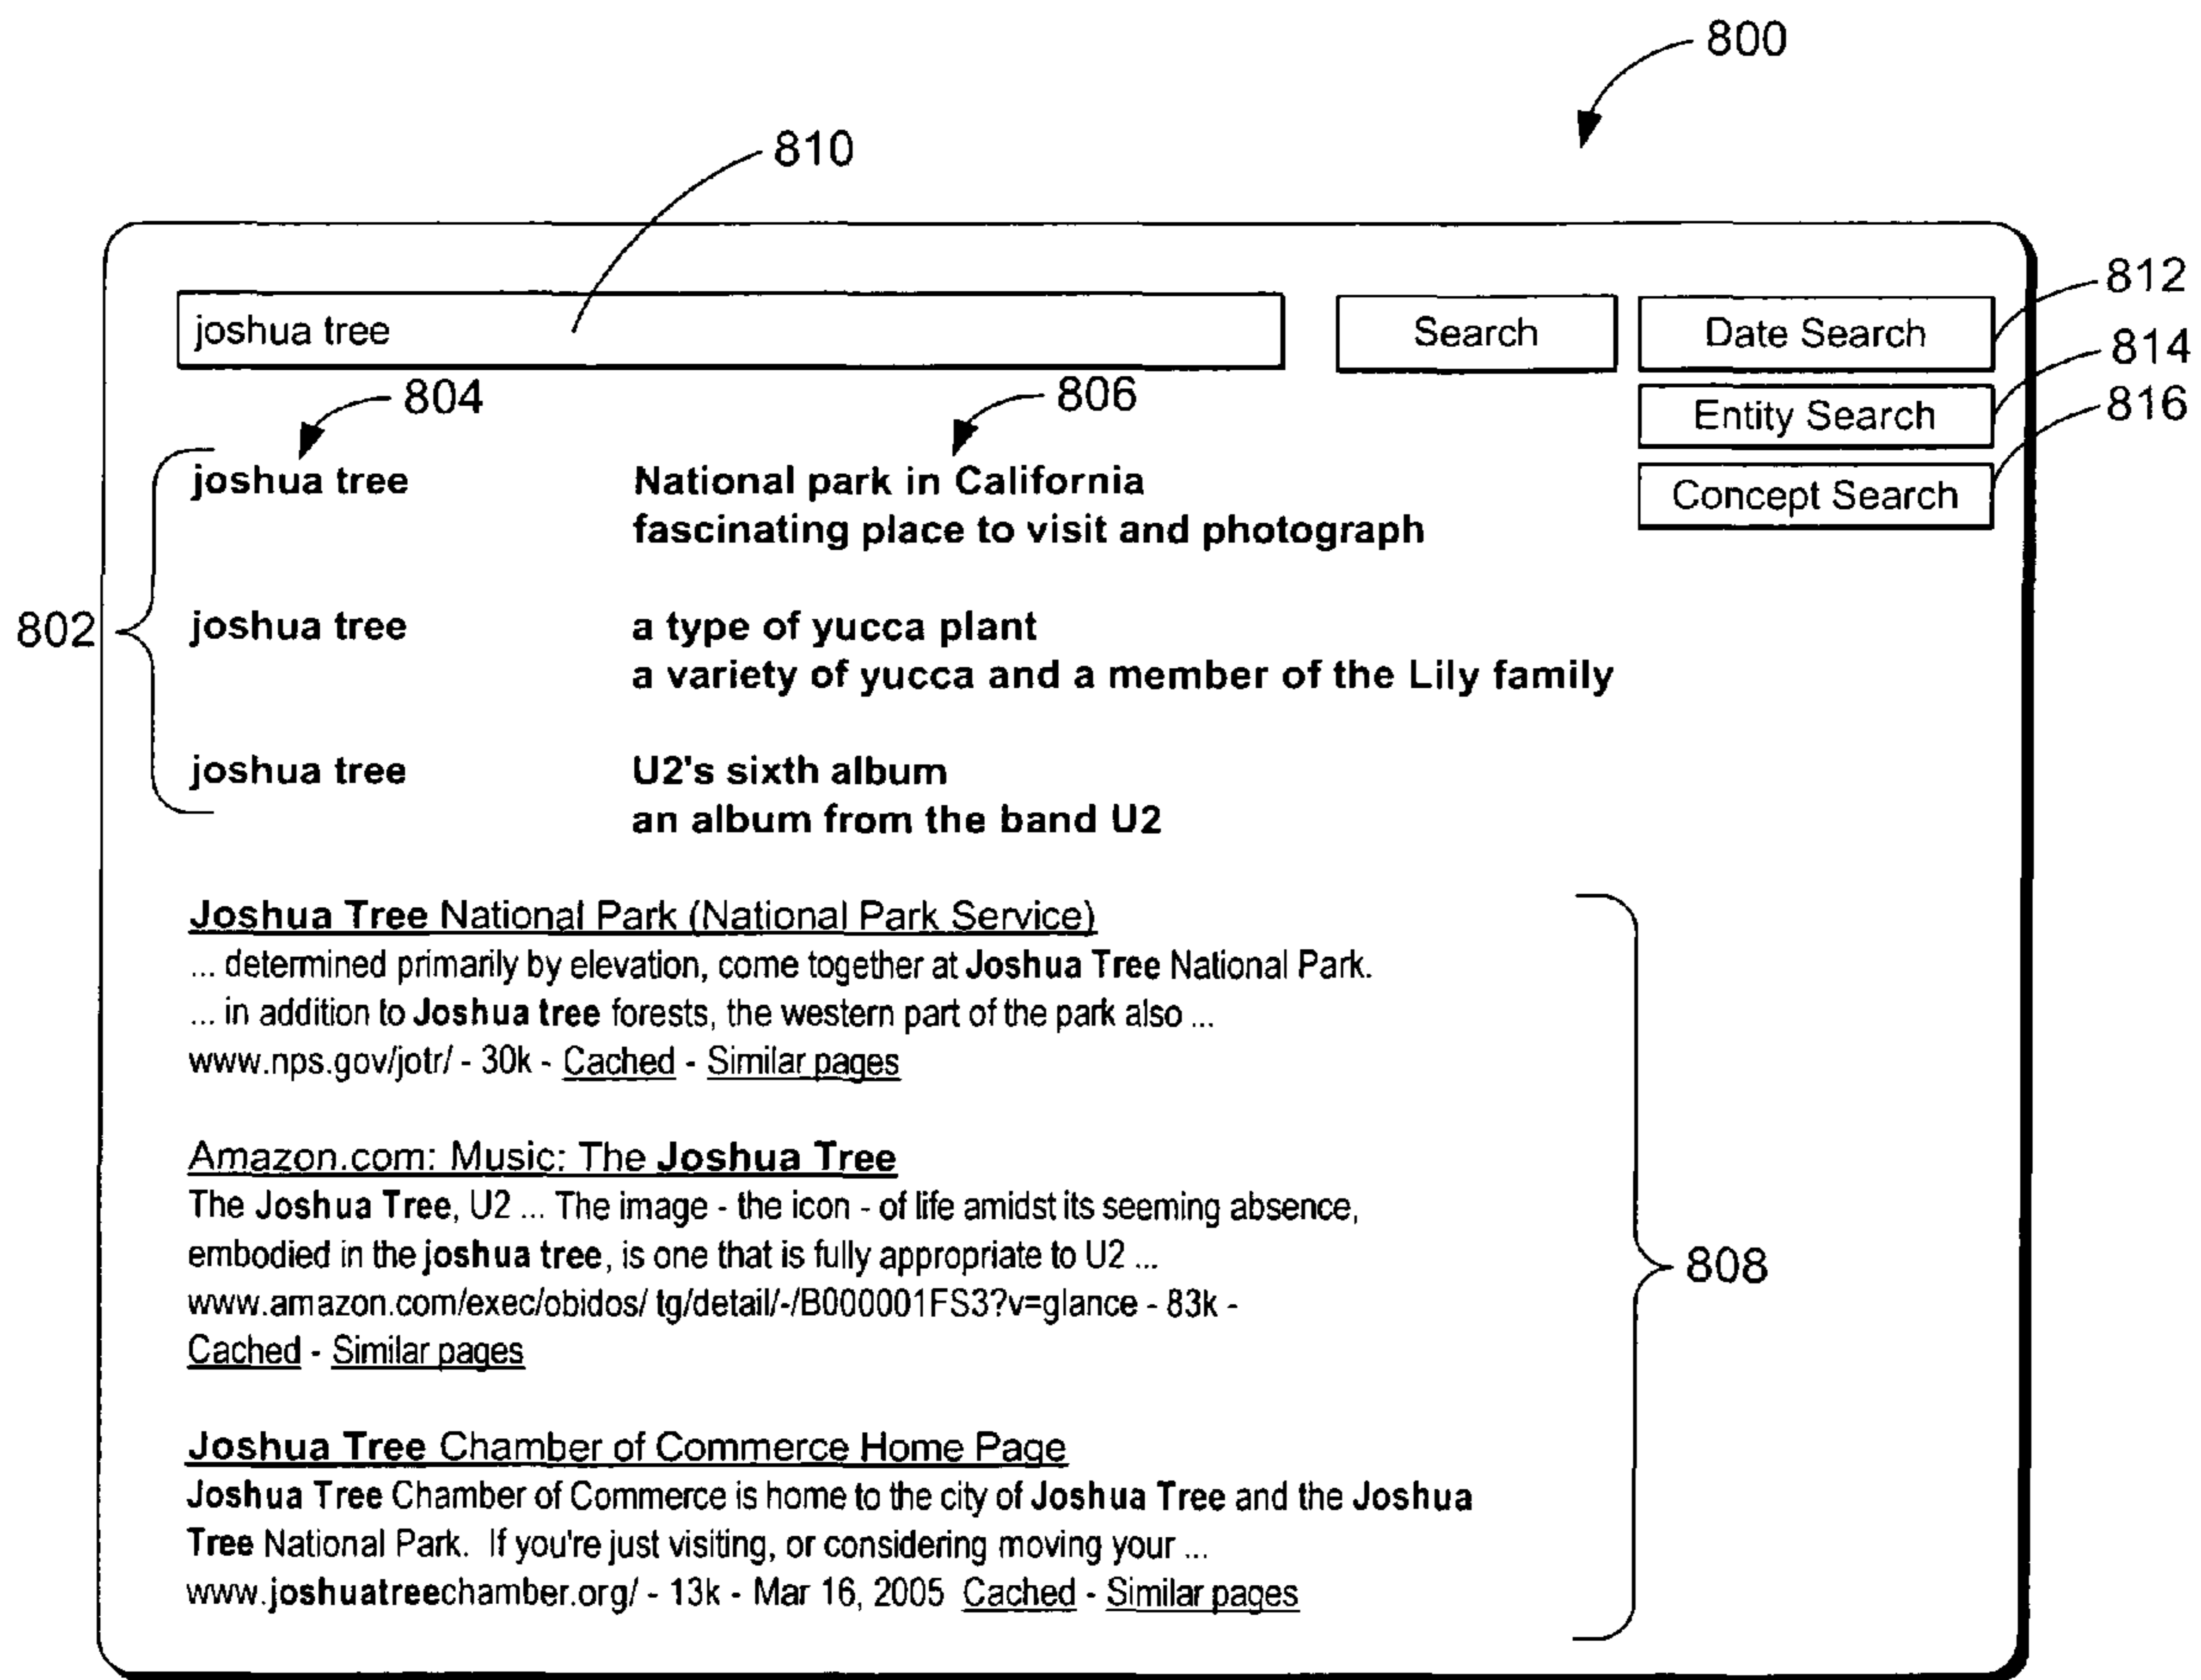 800
810
812
joshua tree Search Date Search
814
804 806
Entity Search
816
joshua tree National park in California
Concept Search
fascinating place to visit and photograph
802
joshua tree a type of yucca plant
a variety of yucca and a member of the Lily family
joshua tree U2's sixth album
an album from the band U2
Joshua Tree National Park (National Park Service)
... determined primarily by elevation, come together at Joshua Tree National Park.
... in addition to Joshua tree forests, the western part of the park also ...
www.nps.gov/jotr/ - 30k - Cached - Similar pages
Amazon.com: Music: The Joshua Tree
The Joshua Tree, U2 ... The image - the icon - of life amidst its seeming absence,
embodied in the joshua tree, is one that is fully appropriate to U2 ...
808
www.amazon.com/exec/obidos/ tg/detail/-/B000001FS3?v=glance - 83k -
Cached - Similar pages
Joshua Tree Chamber of Commerce Home Page
Joshua Tree Chamber of Commerce is home to the city of Joshua Tree and the Joshua
Tree National Park. If you're just visiting, or considering moving your ...
www.joshuatreechamber.org/ - 13k - Mar 16, 2005 Cached - Similar pages